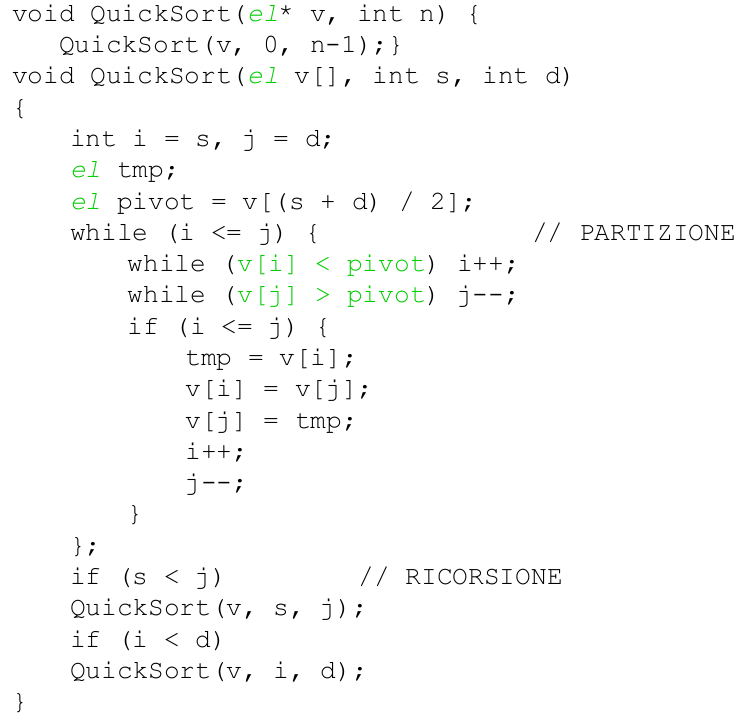 void QuickSort(el* v, int n) {
   QuickSort(v, 0, n-1);}
void QuickSort(el v[], int s, int d)
{
    int i = s, j = d;
    el tmp;
    el pivot = v[(s + d) / 2];
    while (i <= j) {              // PARTIZIONE
        while (v[i] < pivot) i++;
        while (v[j] > pivot) j--;
        if (i <= j) {
            tmp = v[i];
            v[i] = v[j];
            v[j] = tmp;
            i++;
            j--;
        }
    };
    if (s < j)         // RICORSIONE
    QuickSort(v, s, j);
    if (i < d)
    QuickSort(v, i, d);
}